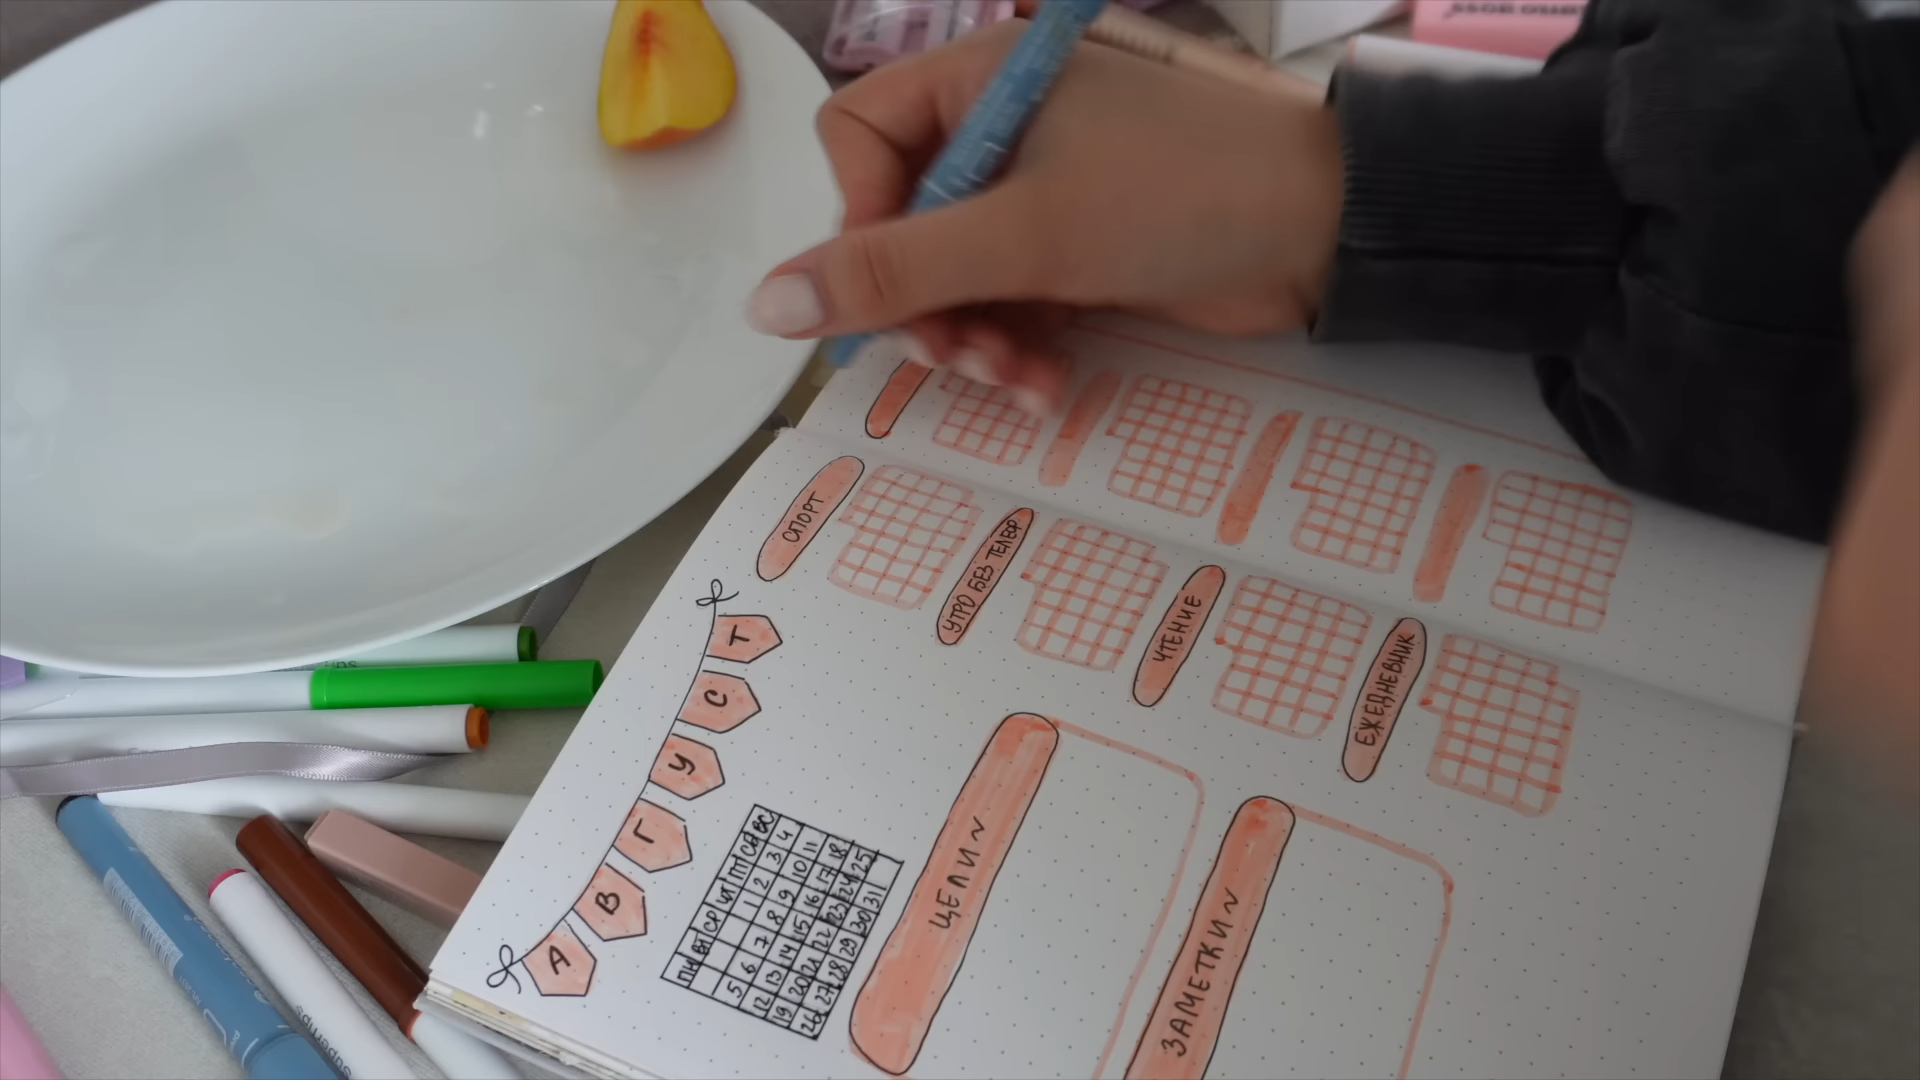 АВГУСТ
ПН ВТ СР ЧТ ПТ СБ ВС
1 2 3 4
5 6 7 8 9 10 11
12 13 14 15 16 17 18
19 20 21 22 23 24 25
26 27 28 29 30 31
СПОРТ
УТРО БЕЗ
ЧТЕНИЕ
ЕЖЕДНЕВНИК
ЦЕЛИ ~
ЗАМЕТКИ ~
supertips